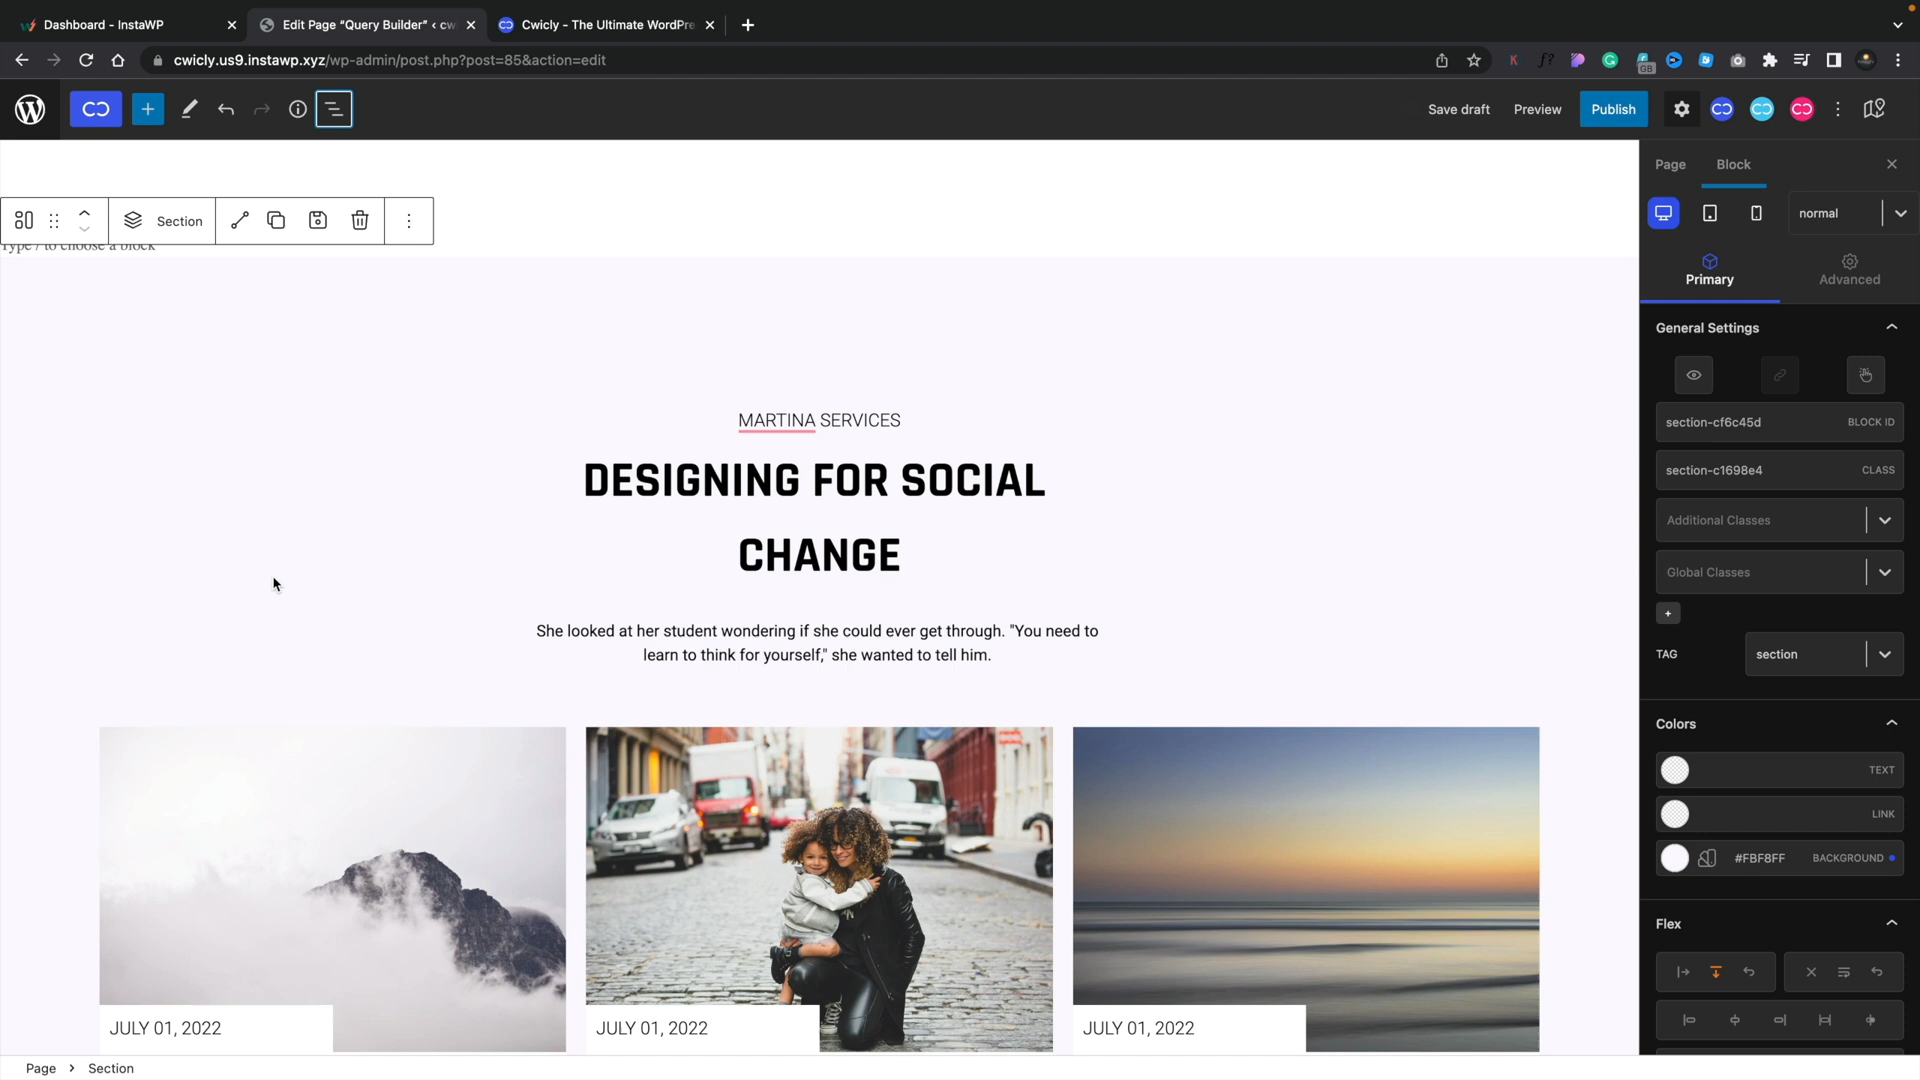 Dashboard - InstaWP
Edit Page “Query Builder” ‹ cw
Cwicly - The Ultimate WordPre
cwicly.us9.instawp.xyz/wp-admin/post.php?post=85&action=edit
GB
Save draft
Preview
Publish
Page
Block
Section
Type / to choose a block
normal
Primary
Advanced
General Settings
section-cf6c45d
BLOCK ID
section-c1698e4
CLASS
Additional Classes
Global Classes
TAG
section
Colors
TEXT
LINK
#FBF8FF
BACKGROUND
Flex
MARTINA SERVICES
DESIGNING FOR SOCIAL
CHANGE
She looked at her student wondering if she could ever get through. "You need to
learn to think for yourself," she wanted to tell him.
JULY 01, 2022
JULY 01, 2022
JULY 01, 2022
Page
Section